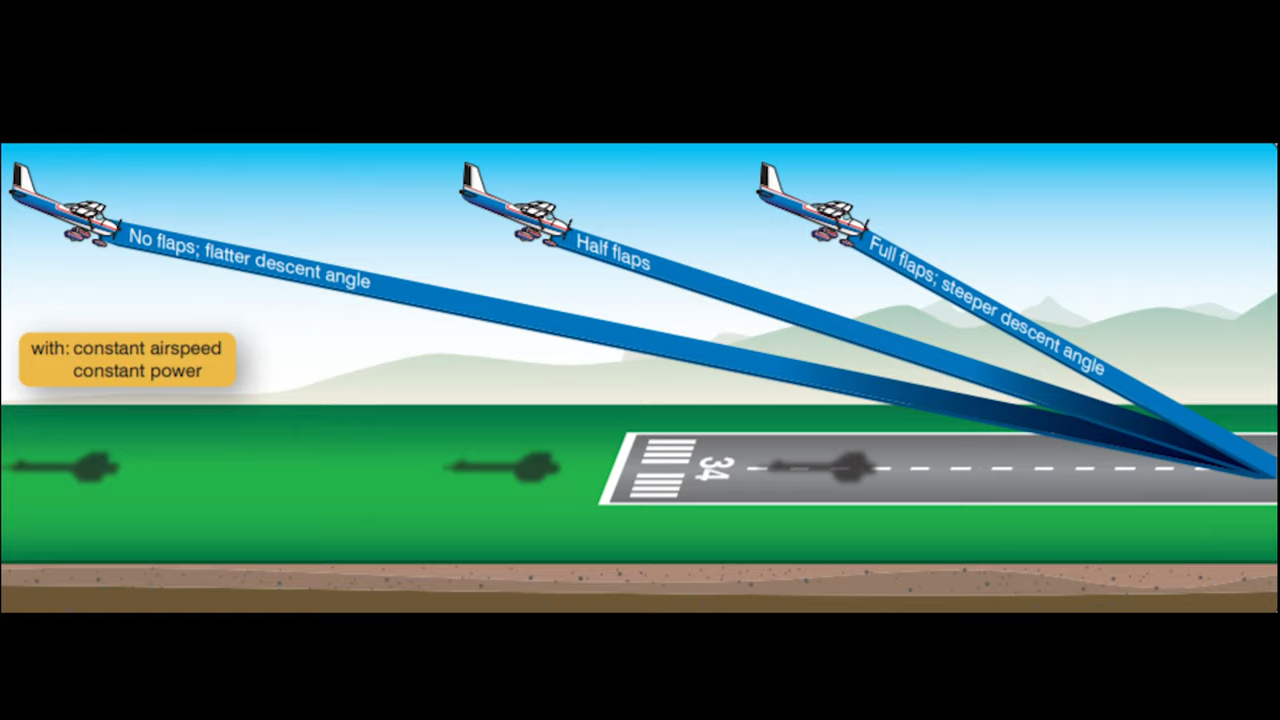 No flaps; flatter descent angle
Half flaps
Full flaps; steeper descent angle
with: constant airspeed
constant power
34